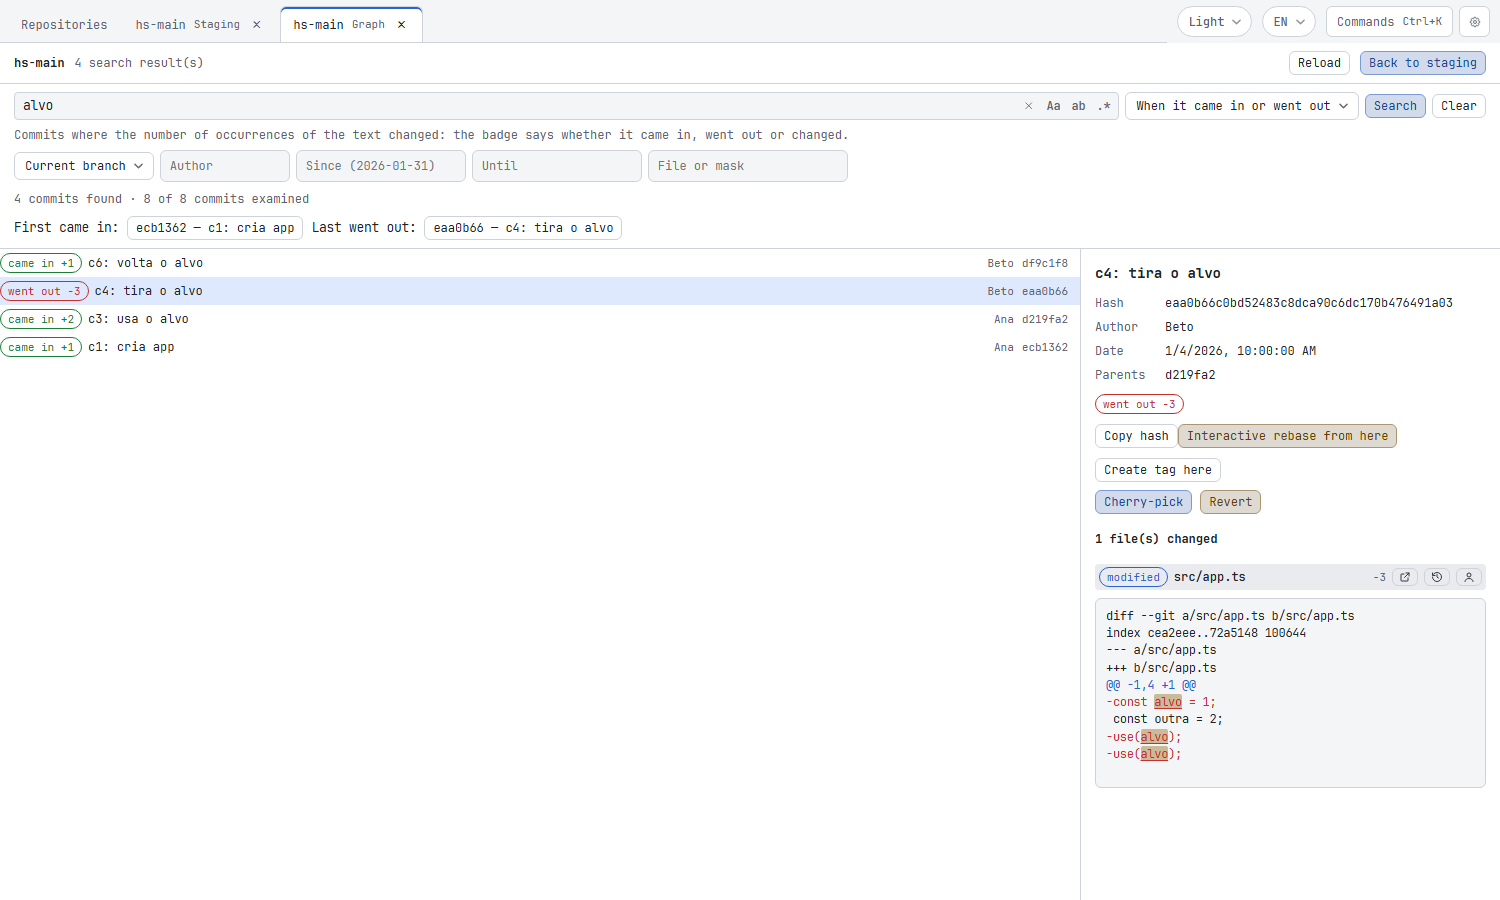 Repositories hs-main Staging × hs-main Graph × Light EN Commands Ctrl+K
hs-main 4 search result(s) Reload Back to staging
alvo × Aa ab .* When it came in or went out Search Clear
Commits where the number of occurrences of the text changed: the badge says whether it came in, went out or changed.
Current branch Author Since (2026-01-31) Until File or mask
4 commits found · 8 of 8 commits examined
First came in: ecb1362 — c1: cria app Last went out: eaa0b66 — c4: tira o alvo
came in +1 c6: volta o alvo Beto df9c1f8
went out -3 c4: tira o alvo Beto eaa0b66
came in +2 c3: usa o alvo Ana d219fa2
came in +1 c1: cria app Ana ecb1362
c4: tira o alvo
Hash eaa0b66c0bd52483c8dca90c6dc170b476491a03
Author Beto
Date 1/4/2026, 10:00:00 AM
Parents d219fa2
went out -3
Copy hash Interactive rebase from here
Create tag here
Cherry-pick Revert
1 file(s) changed
modified src/app.ts -3
diff --git a/src/app.ts b/src/app.ts
index cea2eee..72a5148 100644
--- a/src/app.ts
+++ b/src/app.ts
@@ -1,4 +1 @@
-const alvo = 1;
const outra = 2;
-use(alvo);
-use(alvo);